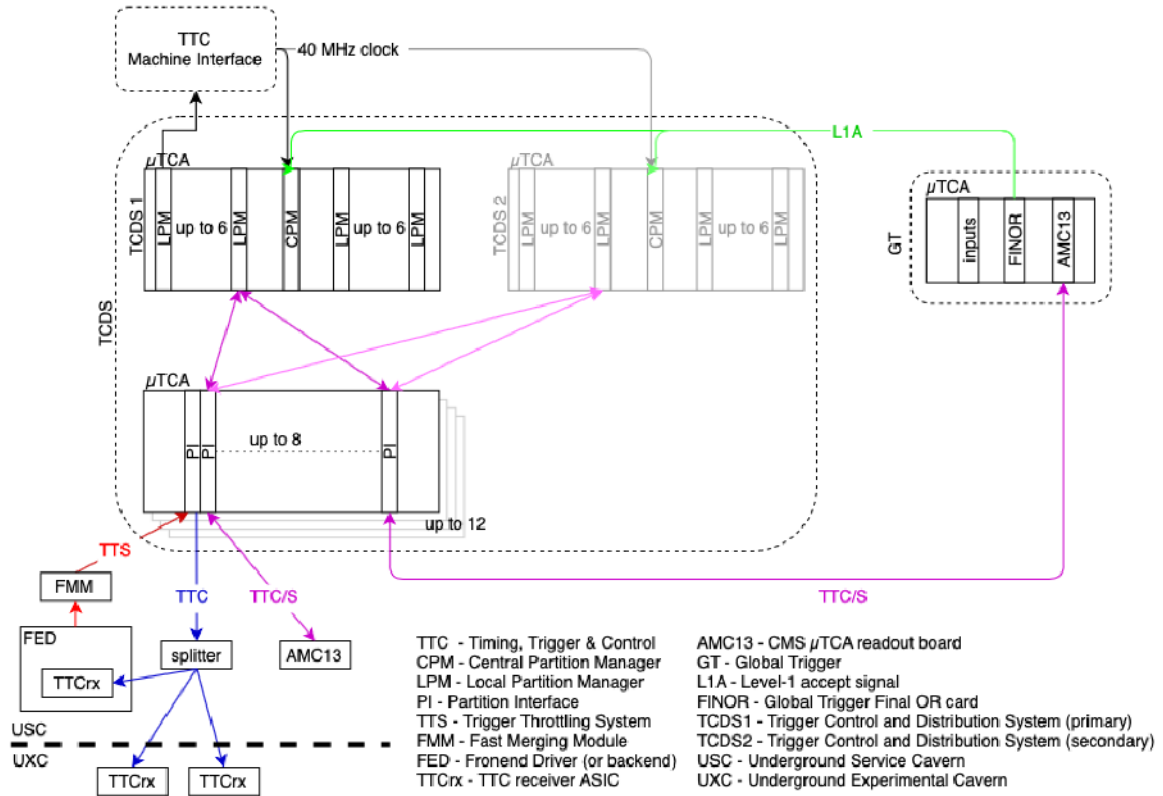 TTC
Machine Interface
40 MHz clock
L1A
µTCA
TCDS 1
LPM
up to 6
LPM
CPM
LPM
up to 6
LPM
µTCA
TCDS 2
LPM
up to 6
LPM
CPM
LPM
up to 6
LPM
µTCA
GT
inputs
FINOR
AMC13
TCDS
µTCA
PI
PI
up to 8
PI
up to 12
TTS
FMM
TTC
TTC/S
TTC/S
FED
TTCrx
splitter
AMC13
USC
UXC
TTCrx
TTCrx
TTC - Timing, Trigger & Control
CPM - Central Partition Manager
LPM - Local Partition Manager
PI - Partition Interface
TTS - Trigger Throttling System
FMM - Fast Merging Module
FED - Fronend Driver (or backend)
TTCrx - TTC receiver ASIC
AMC13 - CMS µTCA readout board
GT - Global Trigger
L1A - Level-1 accept signal
FINOR - Global Trigger Final OR card
TCDS1 - Trigger Control and Distribution System (primary)
TCDS2 - Trigger Control and Distribution System (secondary)
USC - Underground Service Cavern
UXC - Underground Experimental Cavern